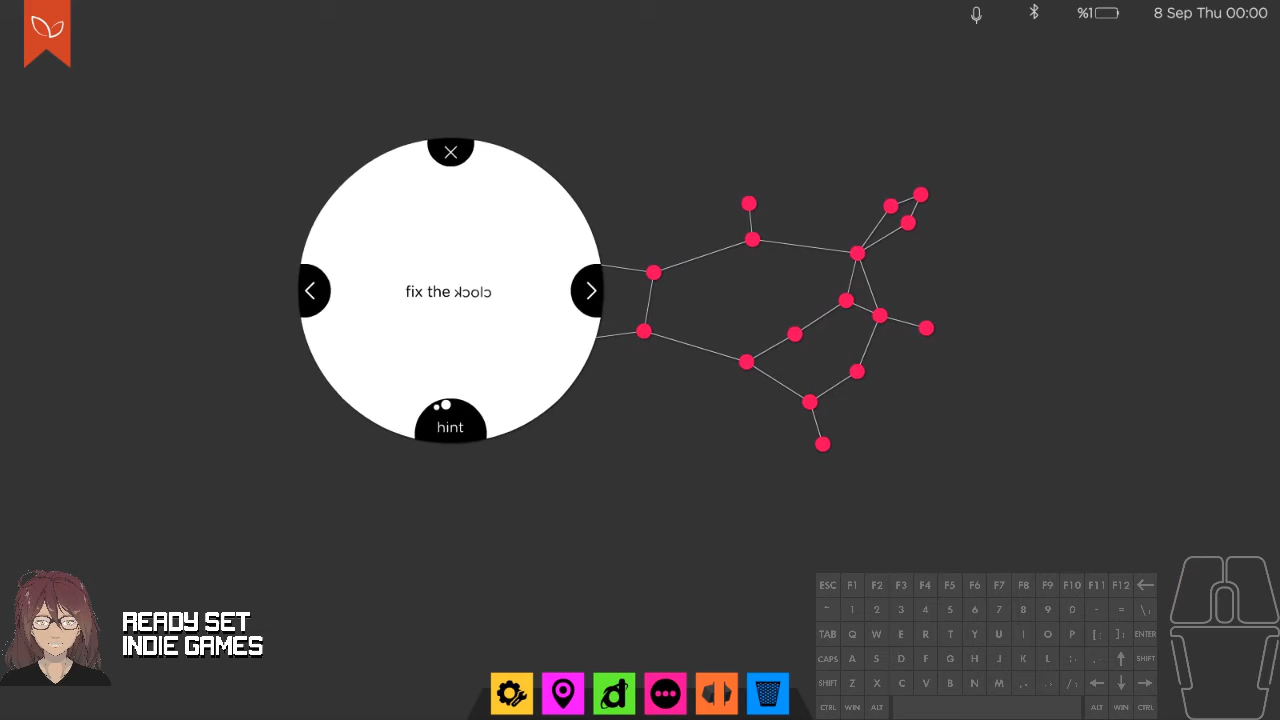 %1
8 Sep Thu 00:00
fix the clock
hint
READY SET
INDIE GAMES
ESC F1 F2 F3 F4 F5 F6 F7 F8 F9 F10 F11 F12
~ 1 2 3 4 5 6 7 8 9 0 - = \
TAB Q W E R T Y U I O P [ ] ENTER
CAPS A S D F G H J K L SHIFT
SHIFT Z X C V B N M
CTRL WIN ALT ALT WIN CTRL